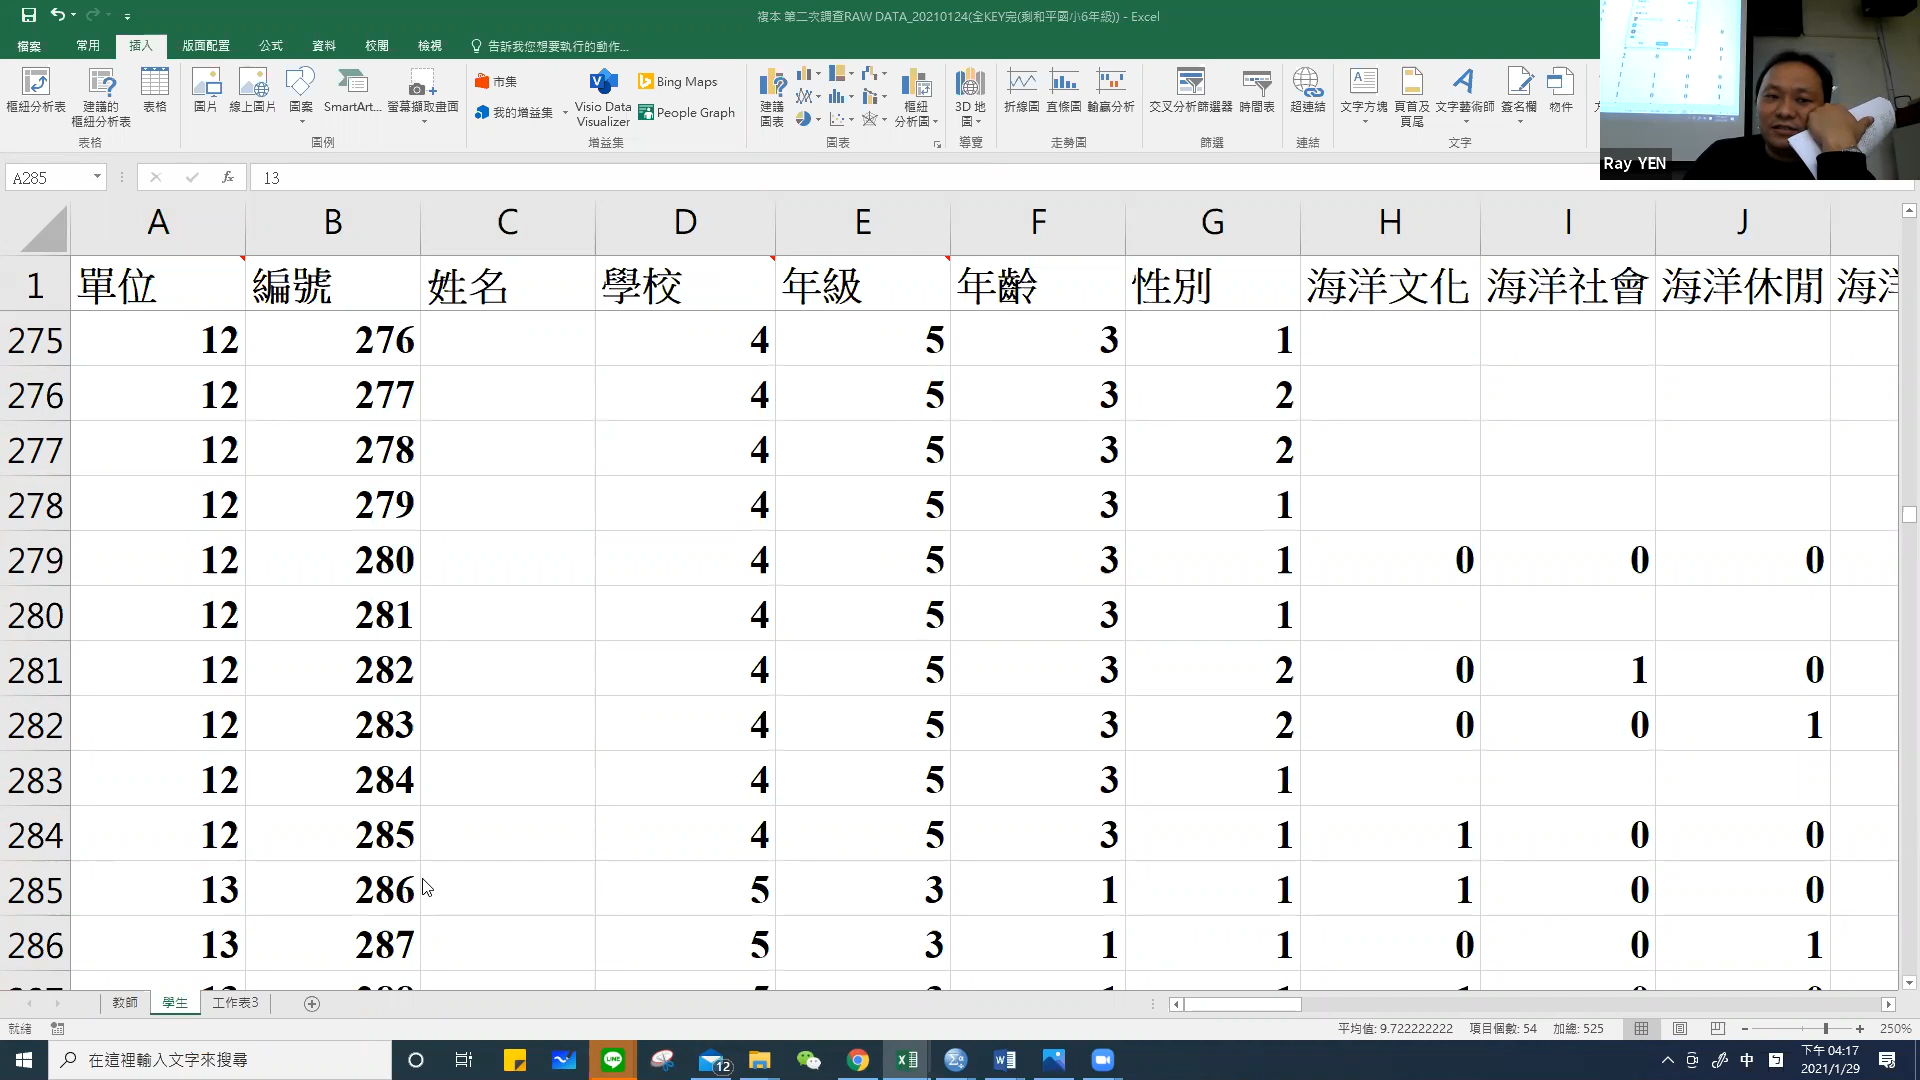 複本 第二次調查RAW DATA_20210124(全KEY完(剩和平國小6年級)) - Excel
檔案 常用 插入 版面配置 公式 資料 校閱 檢視 告訴我您想要執行的動作...
樞紐分析表 建議的 樞紐分析表 表格 圖片 線上圖片 圖案 SmartArt... 螢幕擷取畫面 市集 我的增益集 Visio Data Visualizer Bing Maps People Graph 建議 圖表 樞紐 分析圖 3D 地 圖 折線圖 直條圖 輸贏分析 交叉分析篩選器 時間表 超連結 文字方塊 頁首及 頁尾 文字藝術師 簽名欄 物件
表格 圖例 增益集 圖表 導覽 走勢圖 篩選 連結 文字
Ray YEN
A285 fx 13
A B C D E F G H I J
1 單位 編號 姓名 學校 年級 年齡 性別 海洋文化 海洋社會 海洋休閒 海洋
275 12 276 4 5 3 1
276 12 277 4 5 3 2
277 12 278 4 5 3 2
278 12 279 4 5 3 1
279 12 280 4 5 3 1 0 0 0
280 12 281 4 5 3 1
281 12 282 4 5 3 2 0 1 0
282 12 283 4 5 3 2 0 0 1
283 12 284 4 5 3 1
284 12 285 4 5 3 1 1 0 0
285 13 286 5 3 1 1 1 0 0
286 13 287 5 3 1 1 0 0 1
教師 學生 工作表3
就緒 平均值: 9.722222222 項目個數: 54 加總: 525 250%
在這裡輸入文字來搜尋 LINE 12 中 下午 04:17
2021/1/29